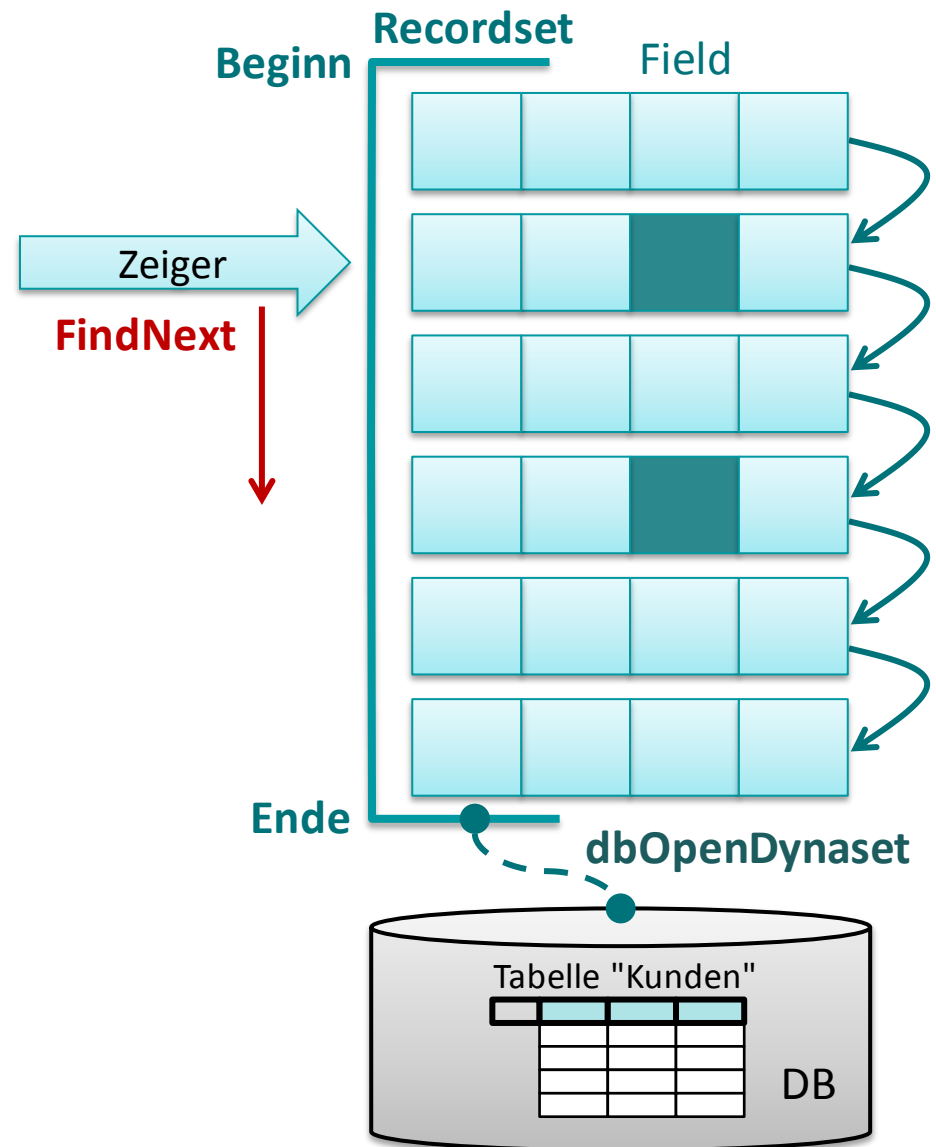 Recordset
Beginn
Field
Zeiger
FindNext
Ende
dbOpenDynaset
Tabelle "Kunden"
DB